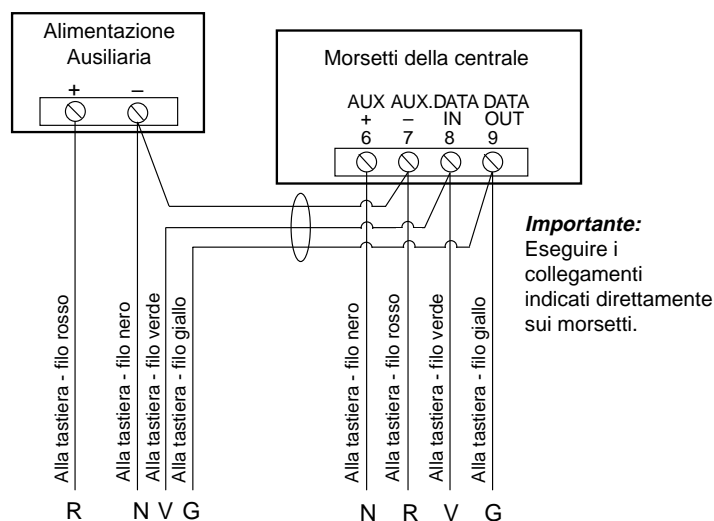 Alimentazione
Ausiliaria
+ –
Morsetti della centrale
AUX AUX.DATA DATA
+ – IN OUT
6 7 8 9
Importante:
Eseguire i
collegamenti
indicati direttamente
sui morsetti.
Alla tastiera - filo rosso
Alla tastiera - filo nero
Alla tastiera - filo verde
Alla tastiera - filo giallo
Alla tastiera - filo nero
Alla tastiera - filo rosso
Alla tastiera - filo verde
Alla tastiera - filo giallo
R N V G N R V G